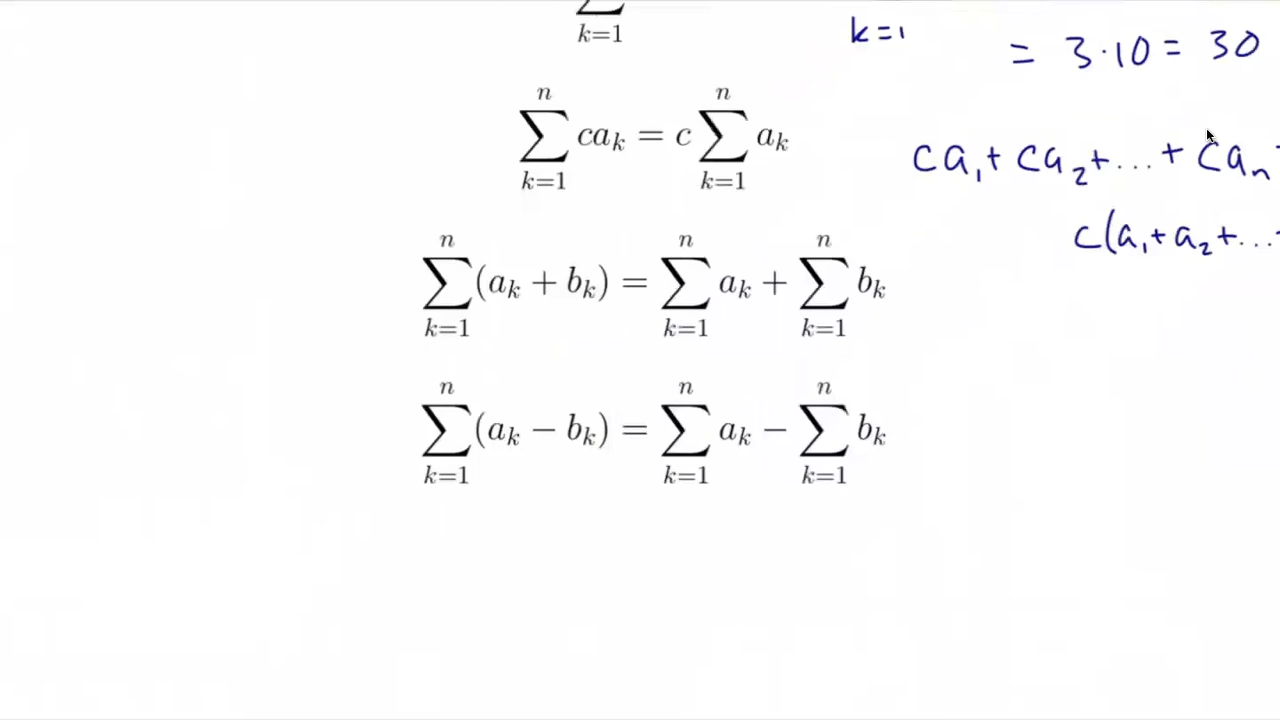 ∑
k=1
k=1
= 3·10 = 30
n n
∑ ca_k = c ∑ a_k
k=1 k=1
ca₁ + ca₂ + ... + ca_n
c(a₁ + a₂ + ...
n n n
∑ (a_k + b_k) = ∑ a_k + ∑ b_k
k=1 k=1 k=1
n n n
∑ (a_k − b_k) = ∑ a_k − ∑ b_k
k=1 k=1 k=1